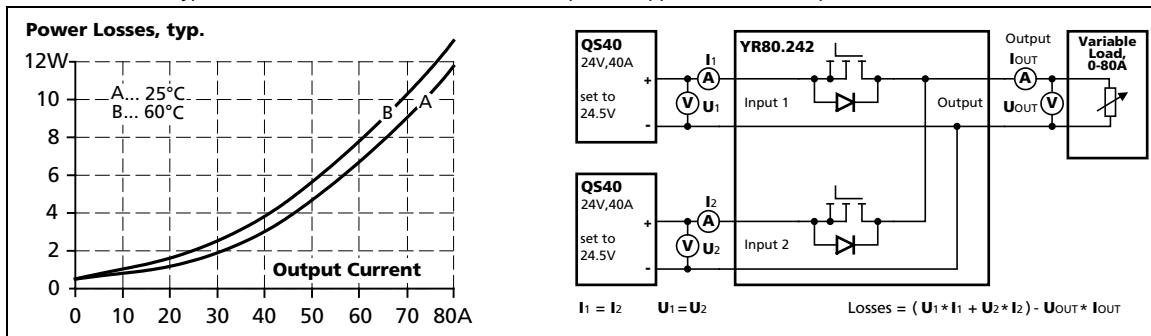 Power Losses, typ.
12W
10
8
6
4
2
0
A... 25°C
B... 60°C
B
A
Output Current
0 10 20 30 40 50 60 70 80A
QS40
24V,40A
set to
24.5V
+
-
I1
A
V U1
YR80.242
Input 1
Output
Output
IOUT
A
UOUT V
Variable
Load,
0-80A
QS40
24V,40A
set to
24.5V
+
-
I2
A
V U2
Input 2
I1 = I2 U1=U2 Losses = ( U1*I1 + U2*I2 ) - UOUT* IOUT